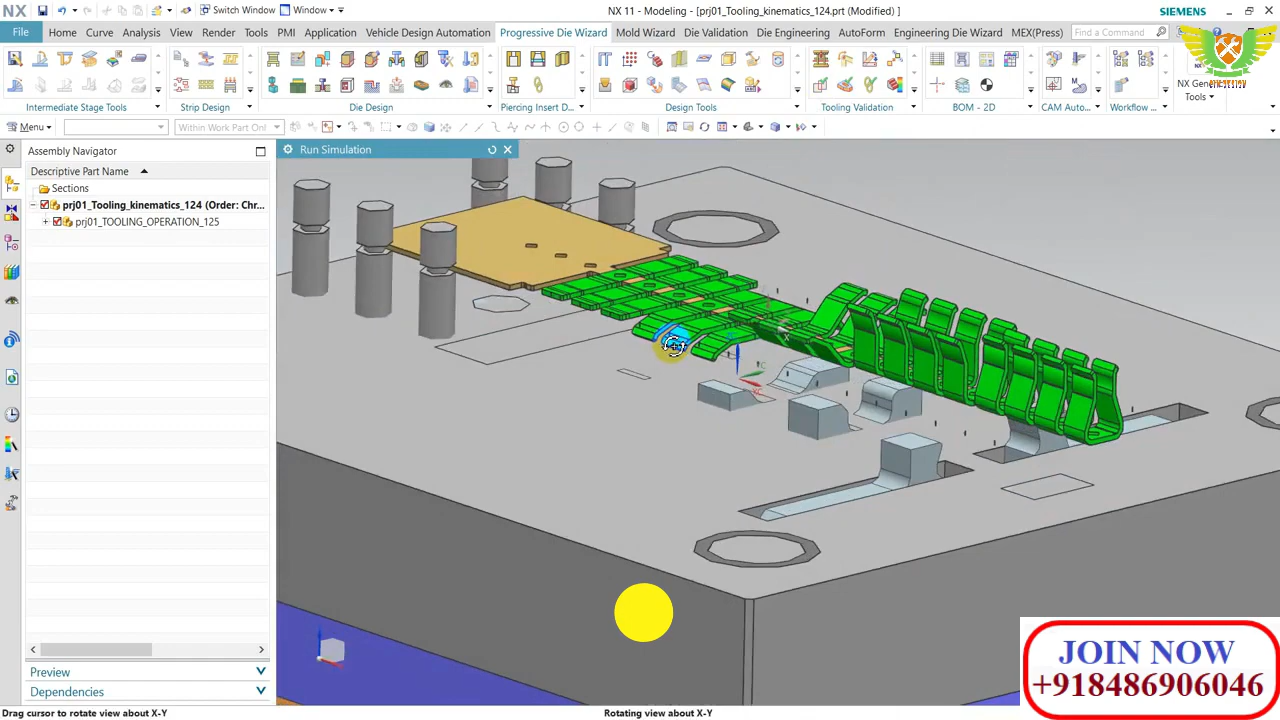 NX
Switch Window
Window
NX 11 - Modeling - [prj01_Tooling_kinematics_124.prt (Modified) ]
SIEMENS
File
Home
Curve
Analysis
View
Render
Tools
PMI
Application
Vehicle Design Automation
Progressive Die Wizard
Mold Wizard
Die Validation
Die Engineering
AutoForm
Engineering Die Wizard
MEX(Press)
Find a Command
Intermediate Stage Tools
Strip Design
Die Design
Piercing Insert D...
Design Tools
Tooling Validation
BOM - 2D
CAM Auto...
Workflow ...
Tools
Menu
Within Work Part Onl
Assembly Navigator
Run Simulation
Descriptive Part Name
Sections
prj01_Tooling_kinematics_124 (Order: Chr...
prj01_TOOLING_OPERATION_125
Preview
Dependencies
JOIN NOW
+918486906046
Drag cursor to rotate view about X-Y
Rotating view about X-Y